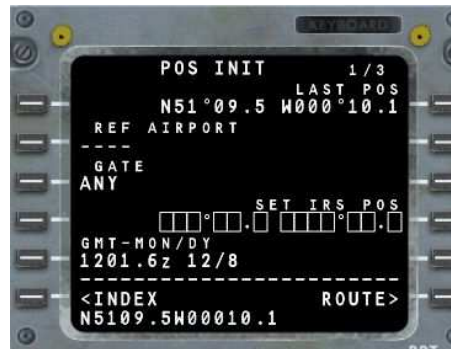 KEYBOARD
POS INIT 1/3
LAST POS
N51°09.5 W000°10.1
REF AIRPORT
----
GATE
ANY
SET IRS POS
□□□°□□.□ □□□□°□□.□
GMT-MON/DY
1201.6z 12/8
--------------------------------
<INDEX ROUTE>
N5109.5W00010.1